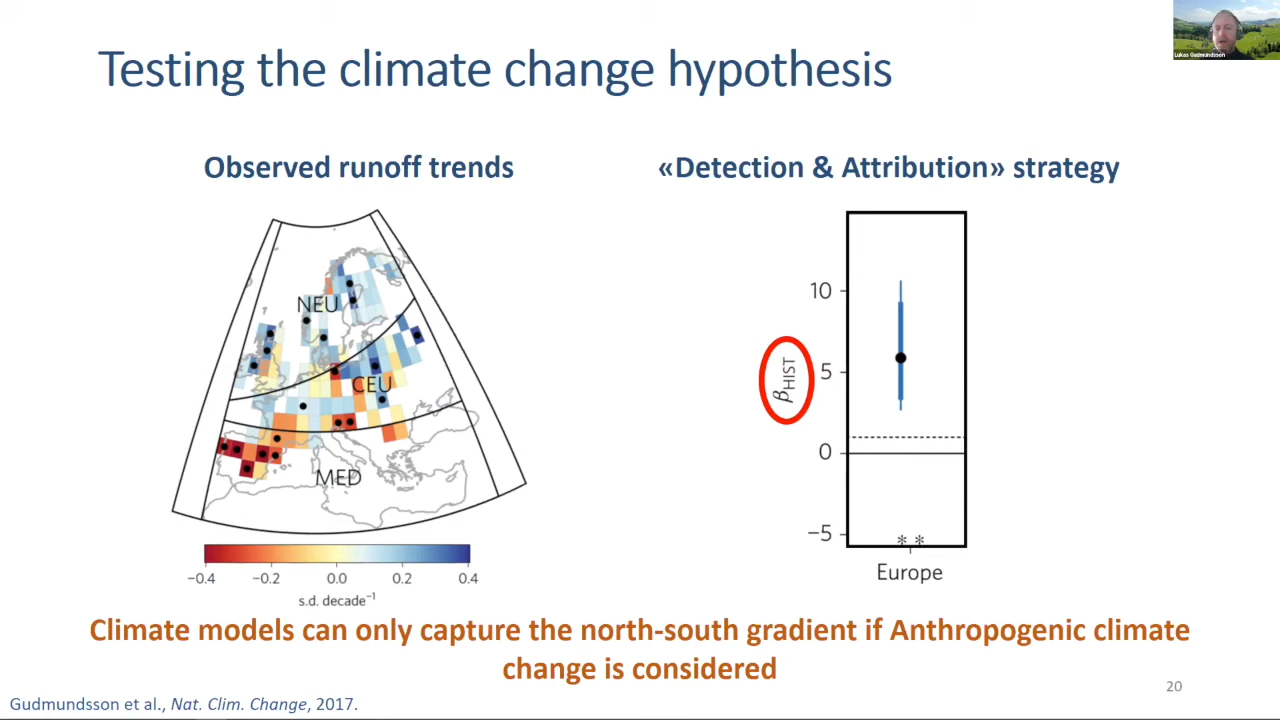 Lukas Gudmundsson
Testing the climate change hypothesis
Observed runoff trends
«Detection & Attribution» strategy
NEU
CEU
MED
−0.4 −0.2 0.0 0.2 0.4
s.d. decade⁻¹
10
5
0
−5
βHIST
* *
Europe
Climate models can only capture the north-south gradient if Anthropogenic climate
change is considered
20
Gudmundsson et al., Nat. Clim. Change, 2017.